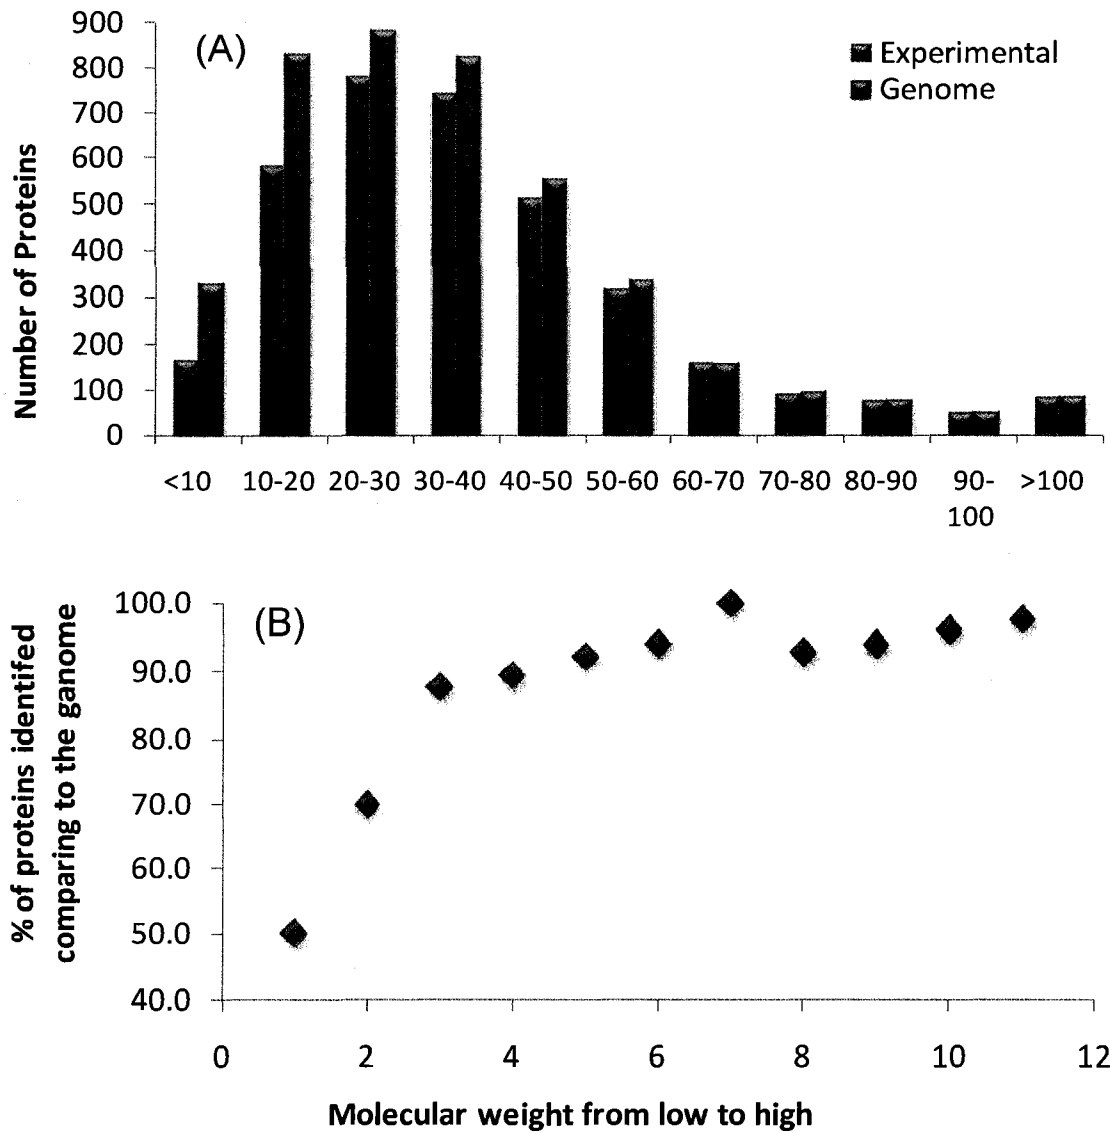 900
800
700
600
500
400
300
200
100
0
Number of Proteins
(A)
Experimental
Genome
<10 10-20 20-30 30-40 40-50 50-60 60-70 70-80 80-90 90- >100
100
100.0
90.0
80.0
70.0
60.0
50.0
40.0
% of proteins identifed
comparing to the ganome
(B)
0 2 4 6 8 10 12
Molecular weight from low to high